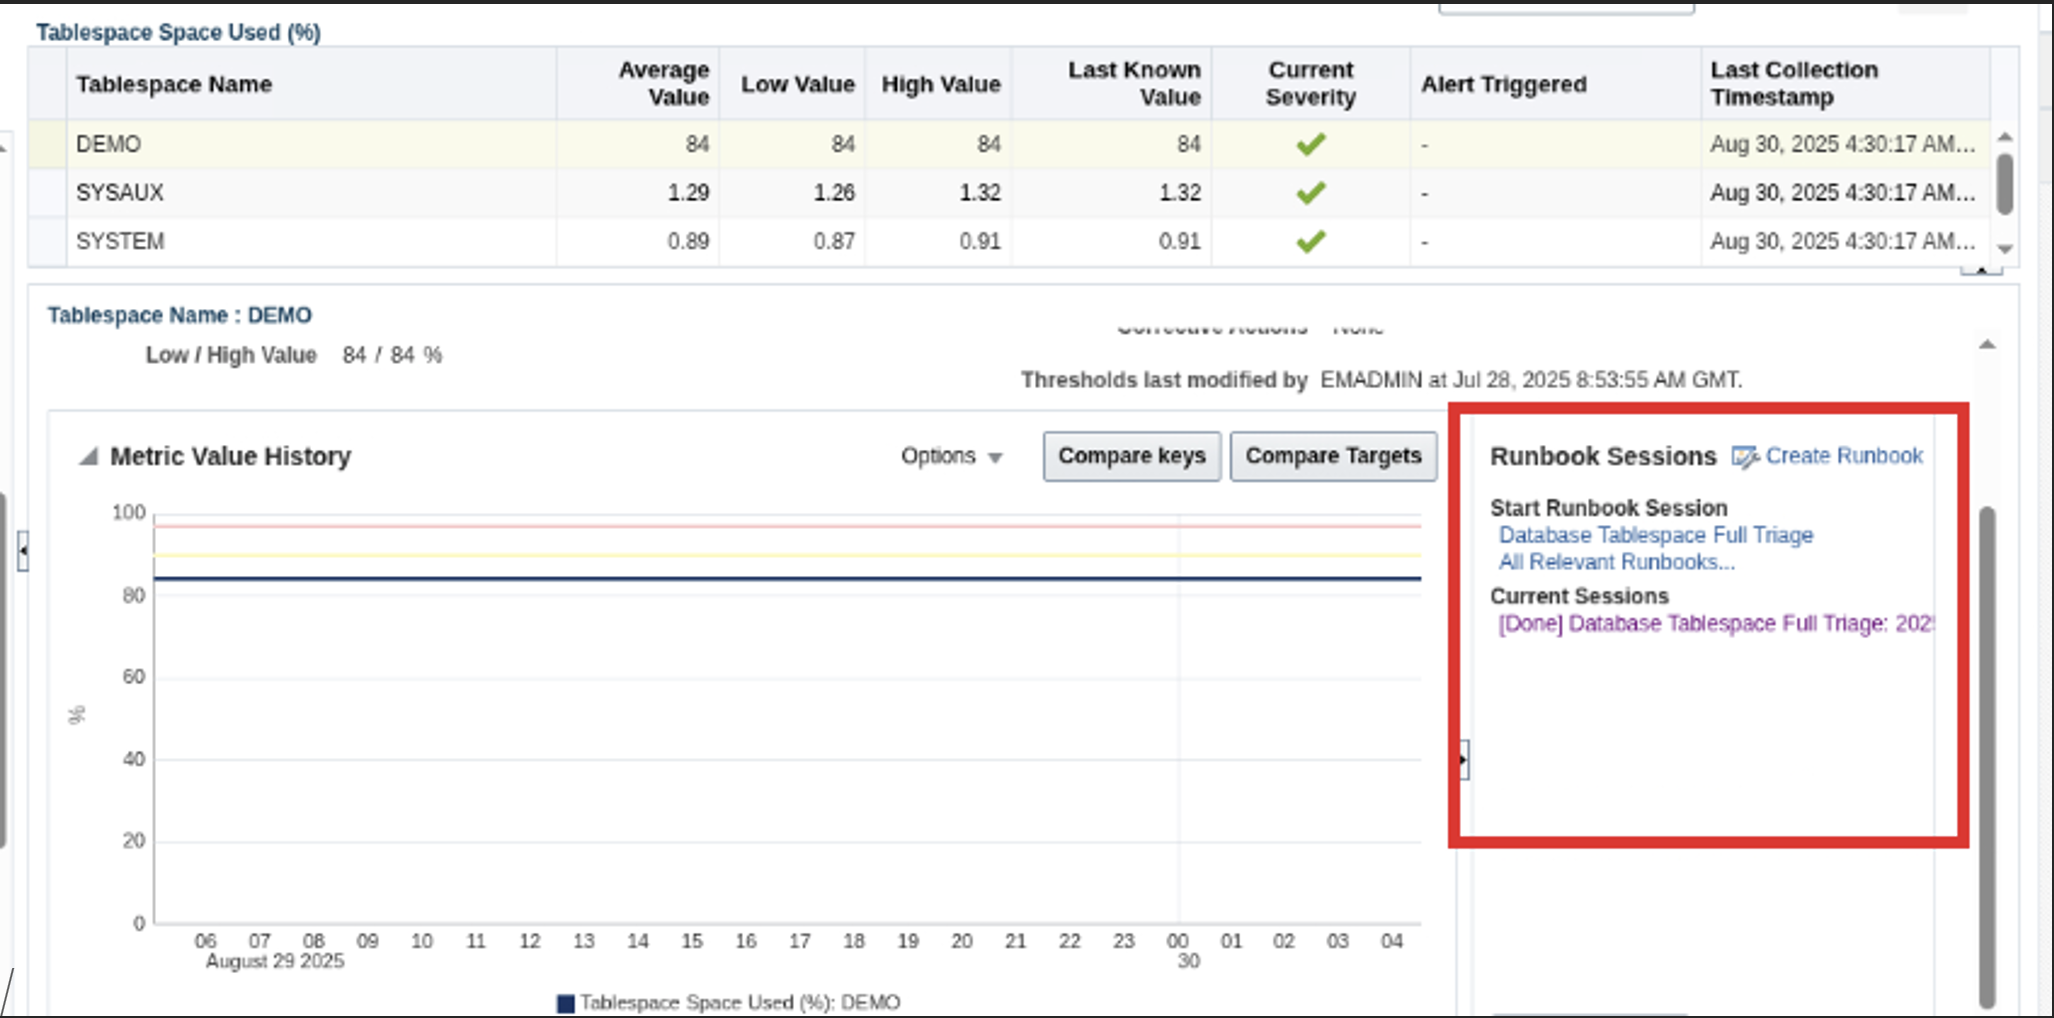 Tablespace Space Used (%)
Tablespace Name Average Value Low Value High Value Last Known Value Current Severity Alert Triggered Last Collection Timestamp
DEMO 84 84 84 84 - Aug 30, 2025 4:30:17 AM...
SYSAUX 1.29 1.26 1.32 1.32 - Aug 30, 2025 4:30:17 AM...
SYSTEM 0.89 0.87 0.91 0.91 - Aug 30, 2025 4:30:17 AM...
Tablespace Name : DEMO
Corrective Actions None
Low / High Value 84 / 84 %
Thresholds last modified by EMADMIN at Jul 28, 2025 8:53:55 AM GMT.
Metric Value History Options Compare keys Compare Targets
100
80
60
%
40
20
0
06 07 08 09 10 11 12 13 14 15 16 17 18 19 20 21 22 23 00 01 02 03 04
August 29 2025 30
Tablespace Space Used (%): DEMO
Runbook Sessions Create Runbook
Start Runbook Session
Database Tablespace Full Triage
All Relevant Runbooks...
Current Sessions
[Done] Database Tablespace Full Triage: 202